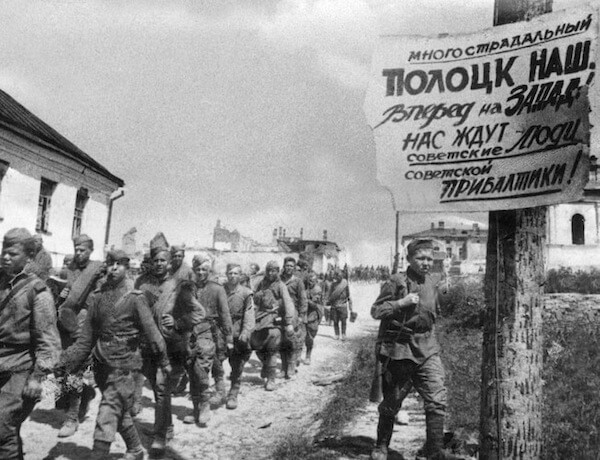 многострадальный
ПОЛОЦК НАШ.
Вперед на ЗАПАД!
НАС ЖДУТ ЛЮДИ
советские
советской
ПРИБАЛТИКИ!